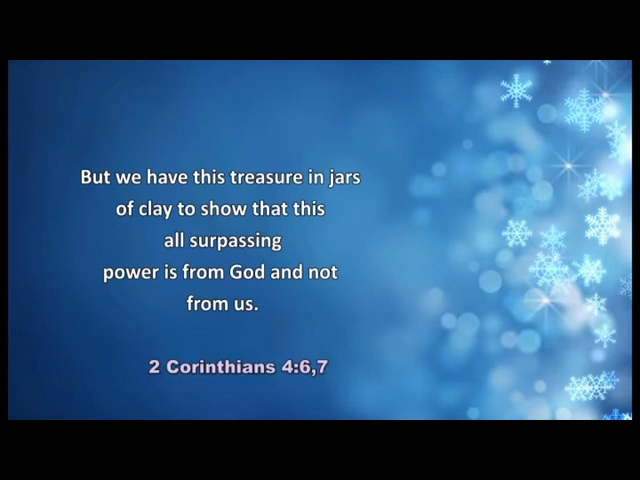 But we have this treasure in jars
of clay to show that this
all surpassing
power is from God and not
from us.
2 Corinthians 4:6,7